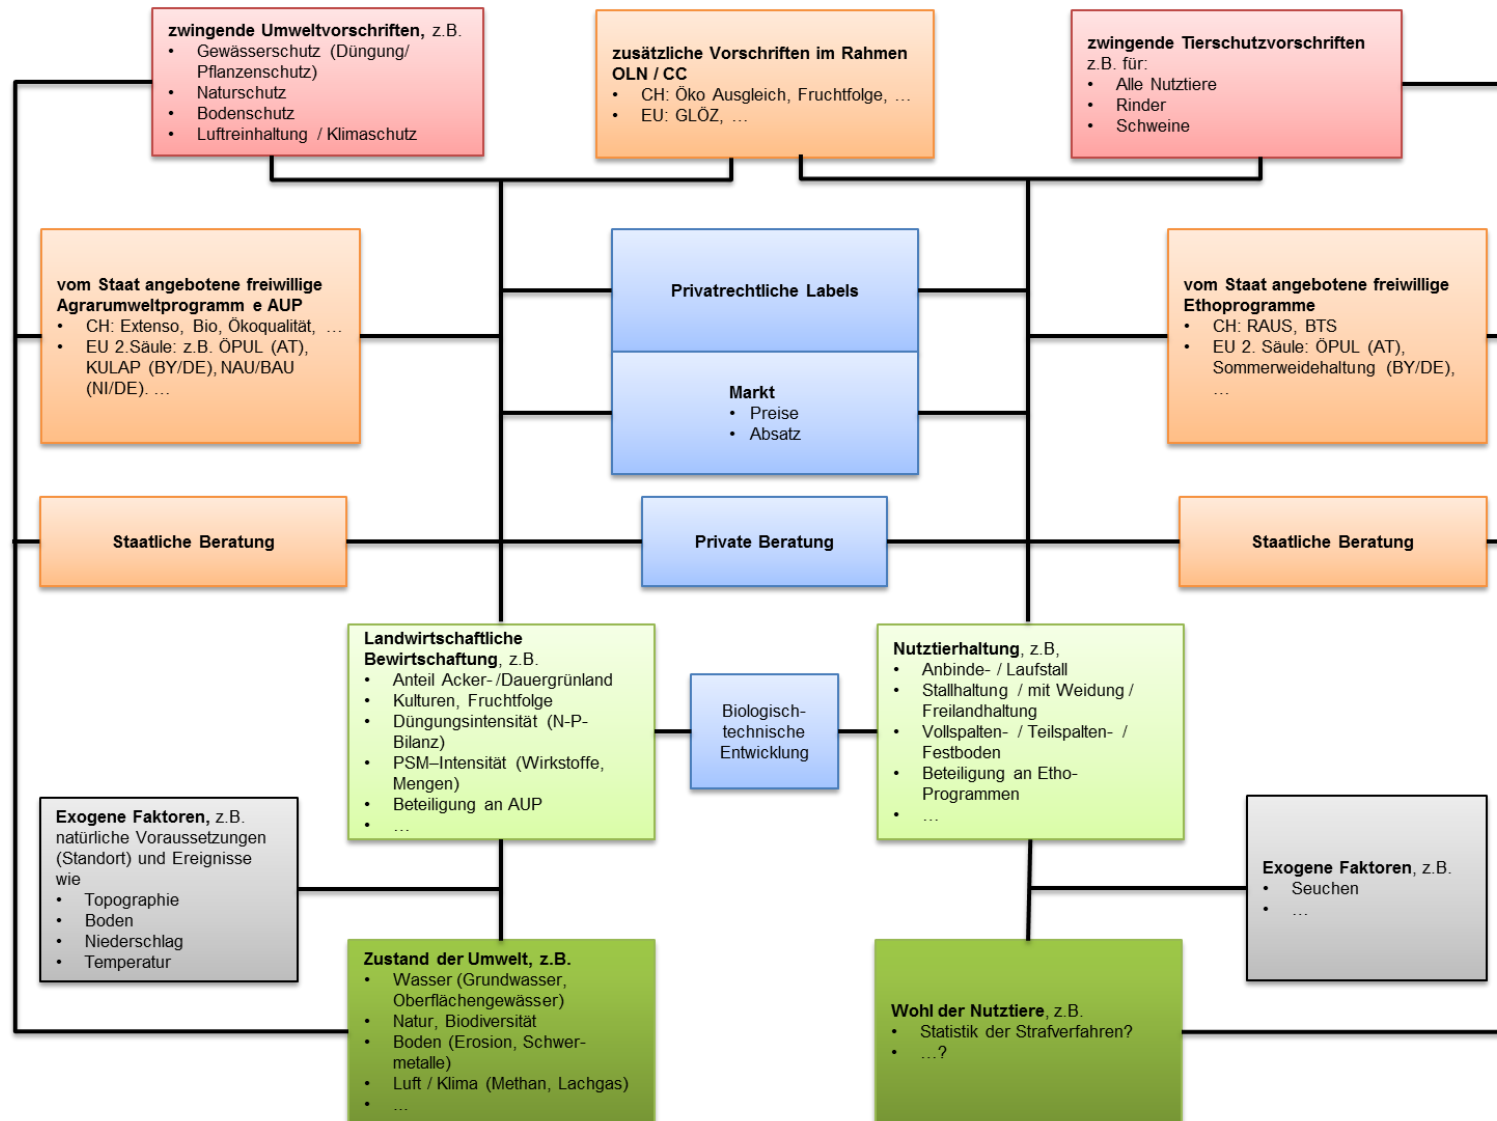 zwingende Umweltvorschriften, z.B.
• Gewässerschutz (Düngung/
Pflanzenschutz)
• Naturschutz
• Bodenschutz
• Luftreinhaltung / Klimaschutz
zusätzliche Vorschriften im Rahmen
OLN / CC
• CH: Öko Ausgleich, Fruchtfolge, …
• EU: GLÖZ, …
zwingende Tierschutzvorschriften
z.B. für:
• Alle Nutztiere
• Rinder
• Schweine
vom Staat angebotene freiwillige
Agrarumweltprogramm e AUP
• CH: Extenso, Bio, Ökoqualität, …
• EU 2.Säule: z.B. ÖPUL (AT),
KULAP (BY/DE), NAU/BAU
(NI/DE). …
Privatrechtliche Labels
Markt
• Preise
• Absatz
vom Staat angebotene freiwillige
Ethoprogramme
• CH: RAUS, BTS
• EU 2. Säule: ÖPUL (AT),
Sommerweidehaltung (BY/DE),
…
Staatliche Beratung
Private Beratung
Staatliche Beratung
Landwirtschaftliche
Bewirtschaftung, z.B.
• Anteil Acker-/Dauergrünland
• Kulturen, Fruchtfolge
• Düngungsintensität (N-P-
Bilanz)
• PSM–Intensität (Wirkstoffe,
Mengen)
• Beteiligung an AUP
• …
Biologisch-
technische
Entwicklung
Nutztierhaltung, z.B,
• Anbinde- / Laufstall
• Stallhaltung / mit Weidung /
Freilandhaltung
• Vollspalten- / Teilspalten- /
Festboden
• Beteiligung an Etho-
Programmen
• …
Exogene Faktoren, z.B.
natürliche Voraussetzungen
(Standort) und Ereignisse
wie
• Topographie
• Boden
• Niederschlag
• Temperatur
Exogene Faktoren, z.B.
• Seuchen
• …
Zustand der Umwelt, z.B.
• Wasser (Grundwasser,
Oberflächengewässer)
• Natur, Biodiversität
• Boden (Erosion, Schwer-
metalle)
• Luft / Klima (Methan, Lachgas)
• …
Wohl der Nutztiere, z.B.
• Statistik der Strafverfahren?
• …?